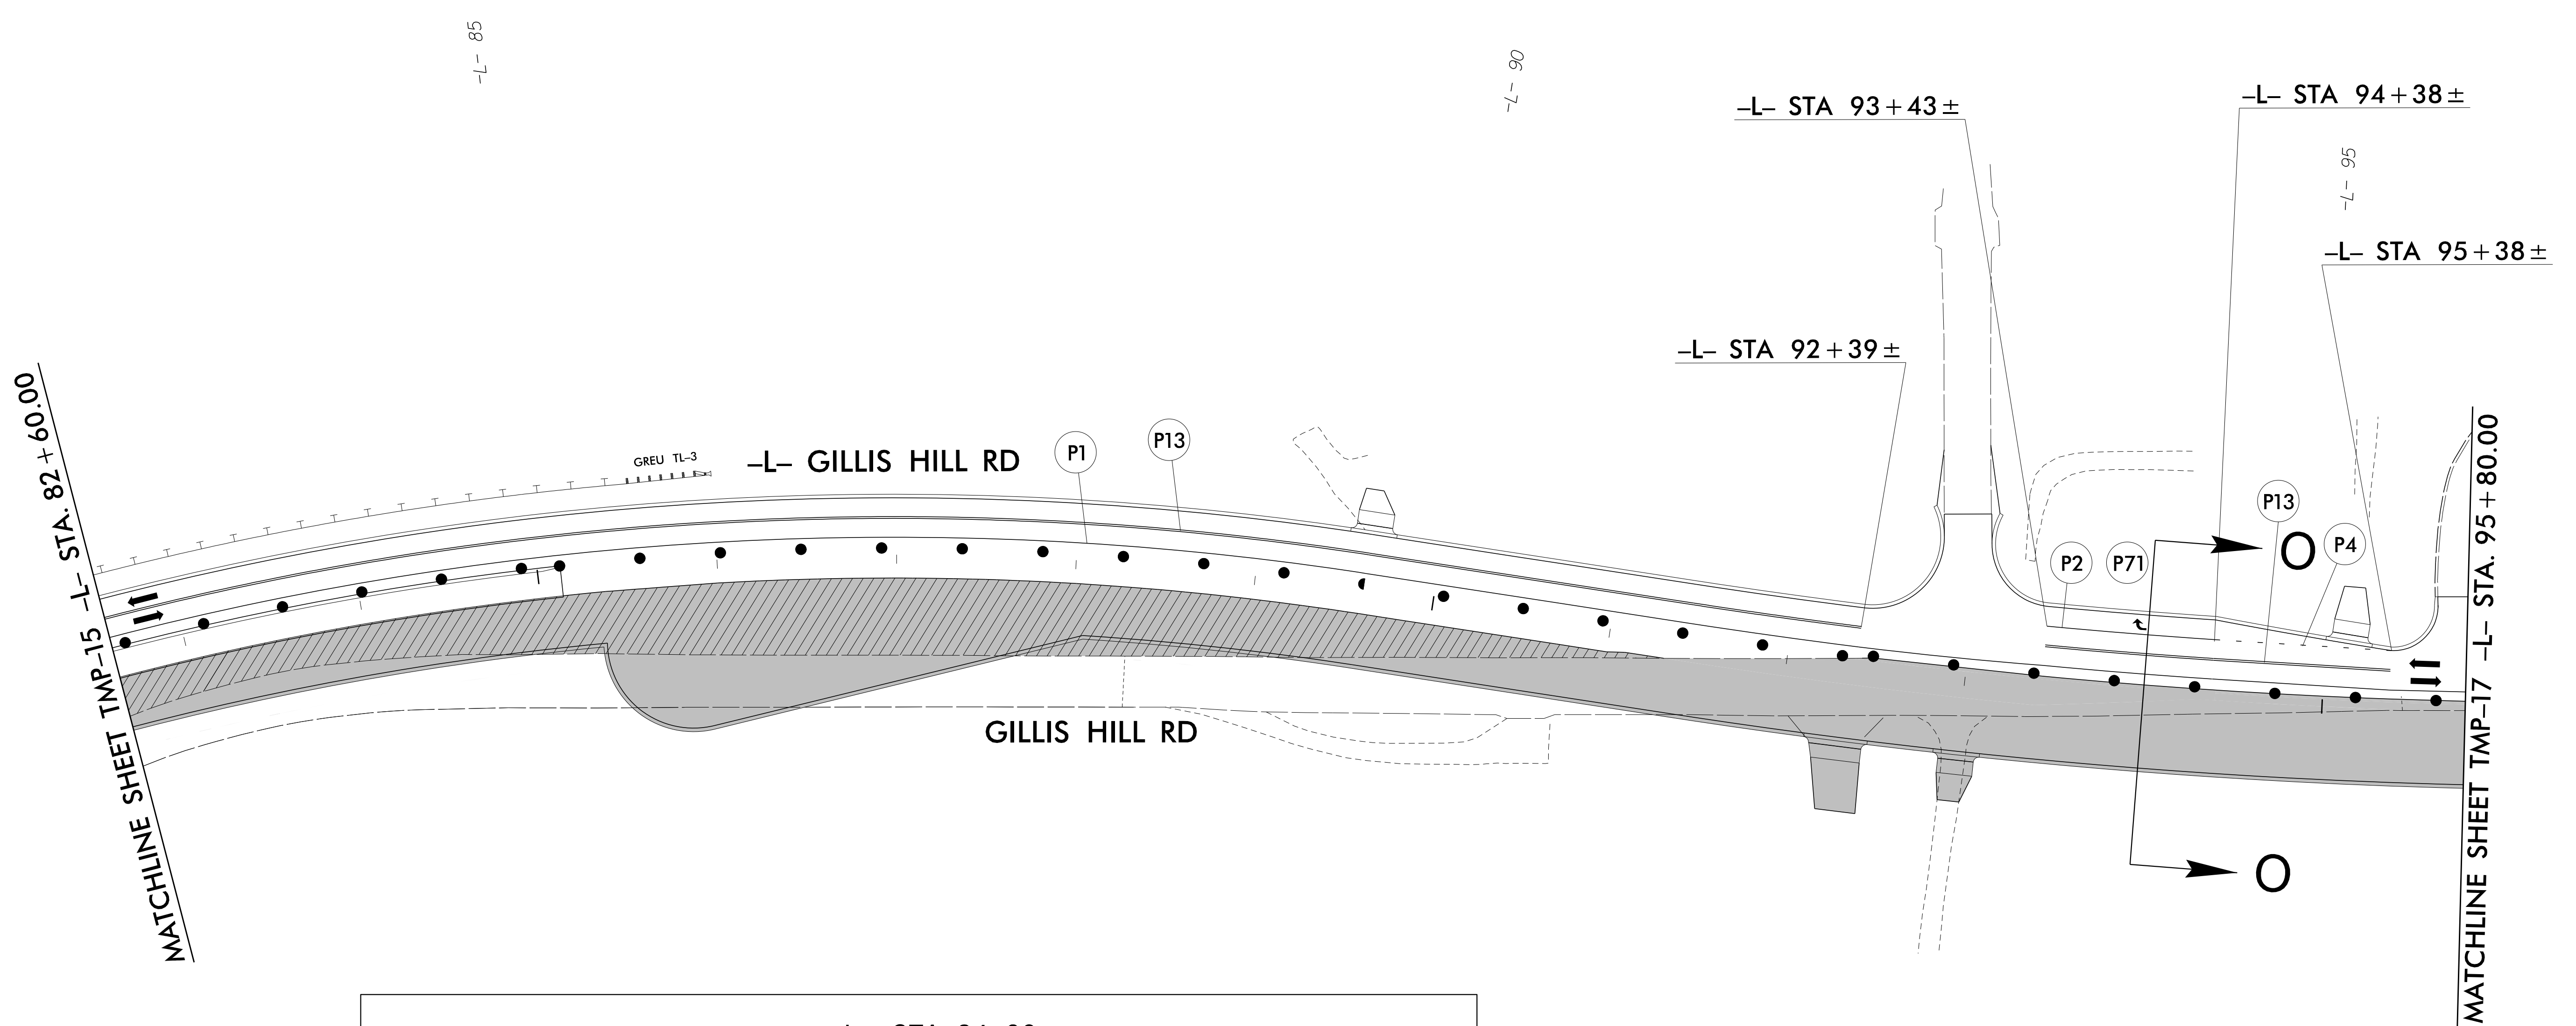 -L- 85
-L- 90
-L- STA 93+43±
-L- STA 94+38±
-L- 95
-L- STA 95+38±
-L- STA 92+39±
MATCHLINE SHEET TMP-15 -L- STA. 82+60.00
GREU TL-3
-L- GILLIS HILL RD
P1
P13
P13
P2
P71
P4
O
GILLIS HILL RD
O
MATCHLINE SHEET TMP-17 -L- STA. 95+80.00